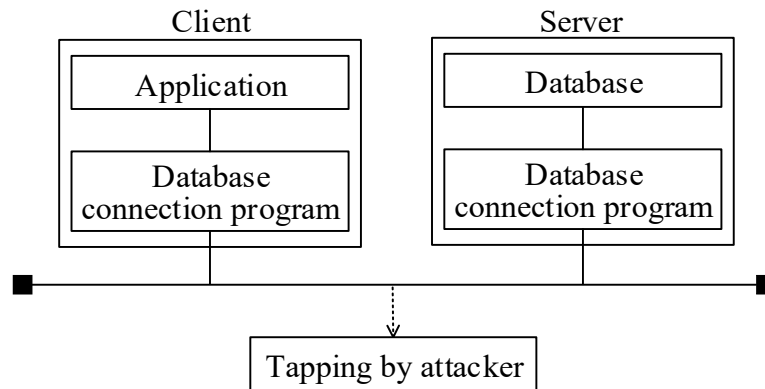 Client
Server
Application
Database
Database
connection program
Database
connection program
Tapping by attacker